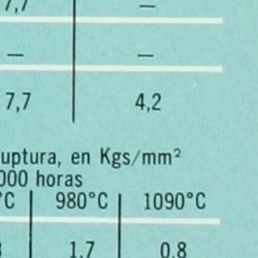 7,7 —
— —
7,7 4,2
uptura, en Kgs/mm²
000 horas
°C 980°C 1090°C
1,7 0,8